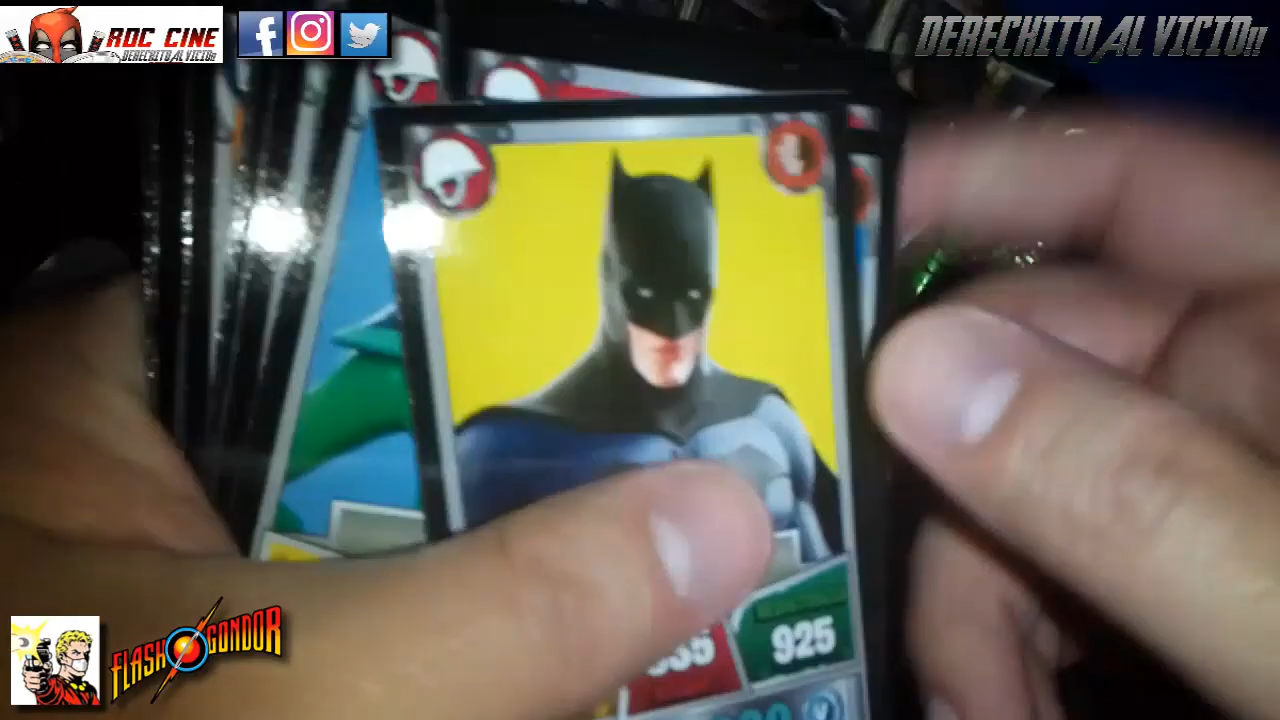 ROC CINE
DERECHITO AL VICIO!!
DERECHITO AL VICIO!!
925
FLASH GONDOR